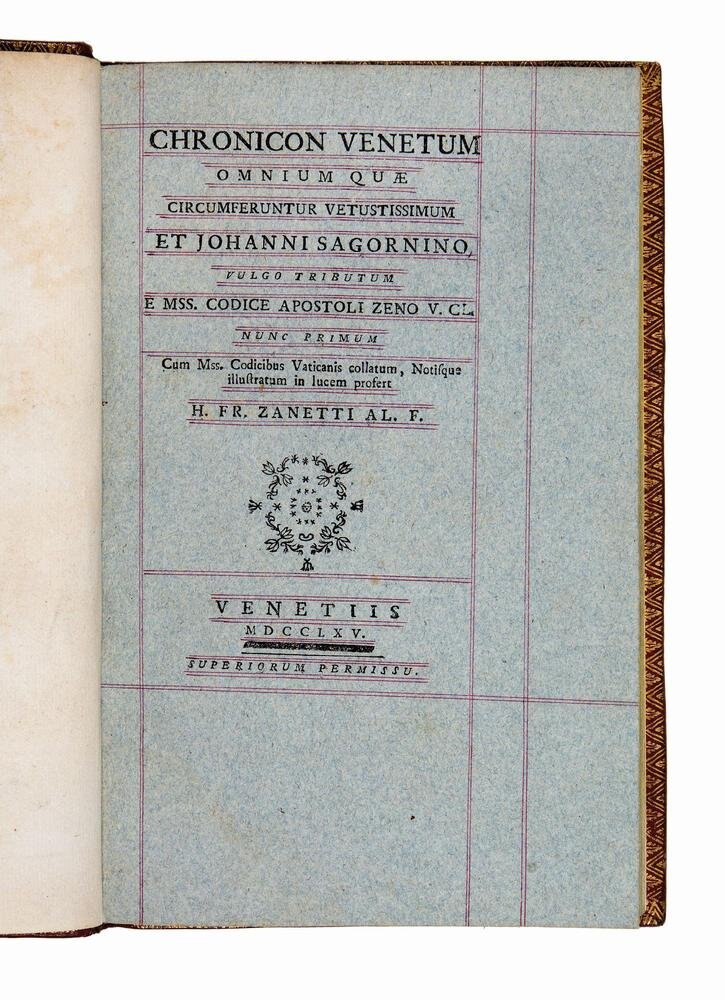 CHRONICON VENETUM
OMNIUM QUÆ
CIRCUMFERUNTUR VETUSTISSIMUM
ET JOHANNI SAGORNINO,
VULGO TRIBUTUM
E MSS. CODICE APOSTOLI ZENO V. CL.
NUNC PRIMUM
Cum Mss. Codicibus Vaticanis collatum, Notiſque
illuſtratum in lucem profert
H. FR. ZANETTI AL. F.
VENETIIS
MDCCLXV.
SUPERIORUM PERMISSU.